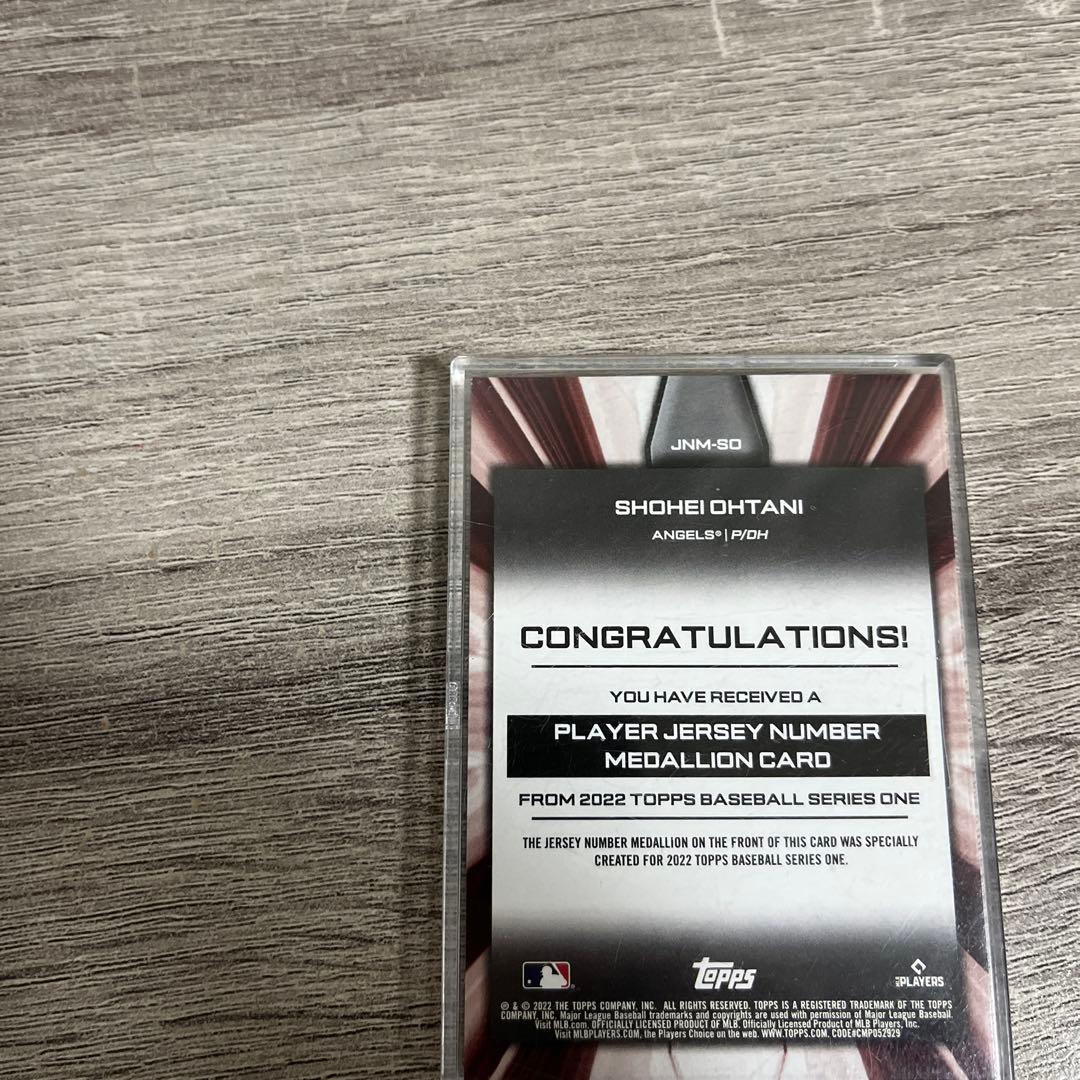 JNM-SO
SHOHEI OHTANI
ANGELS® | P/DH
CONGRATULATIONS!
YOU HAVE RECEIVED A
PLAYER JERSEY NUMBER
MEDALLION CARD
FROM 2022 TOPPS BASEBALL SERIES ONE
THE JERSEY NUMBER MEDALLION ON THE FRONT OF THIS CARD WAS SPECIALLY
CREATED FOR 2022 TOPPS BASEBALL SERIES ONE.
topps
PLAYERS
℗ & © 2022 THE TOPPS COMPANY, INC. ALL RIGHTS RESERVED. TOPPS IS A REGISTERED TRADEMARK OF THE TOPPS
COMPANY, INC. Major League Baseball trademarks and copyrights are used with permission of Major League Baseball.
Visit MLB.com. OFFICIALLY LICENSED PRODUCT OF MLB. Officially Licensed Product of MLB Players, Inc.
Visit MLBPLAYERS.COM, the Players Choice on the web. WWW.TOPPS.COM. CODE#CMP052929